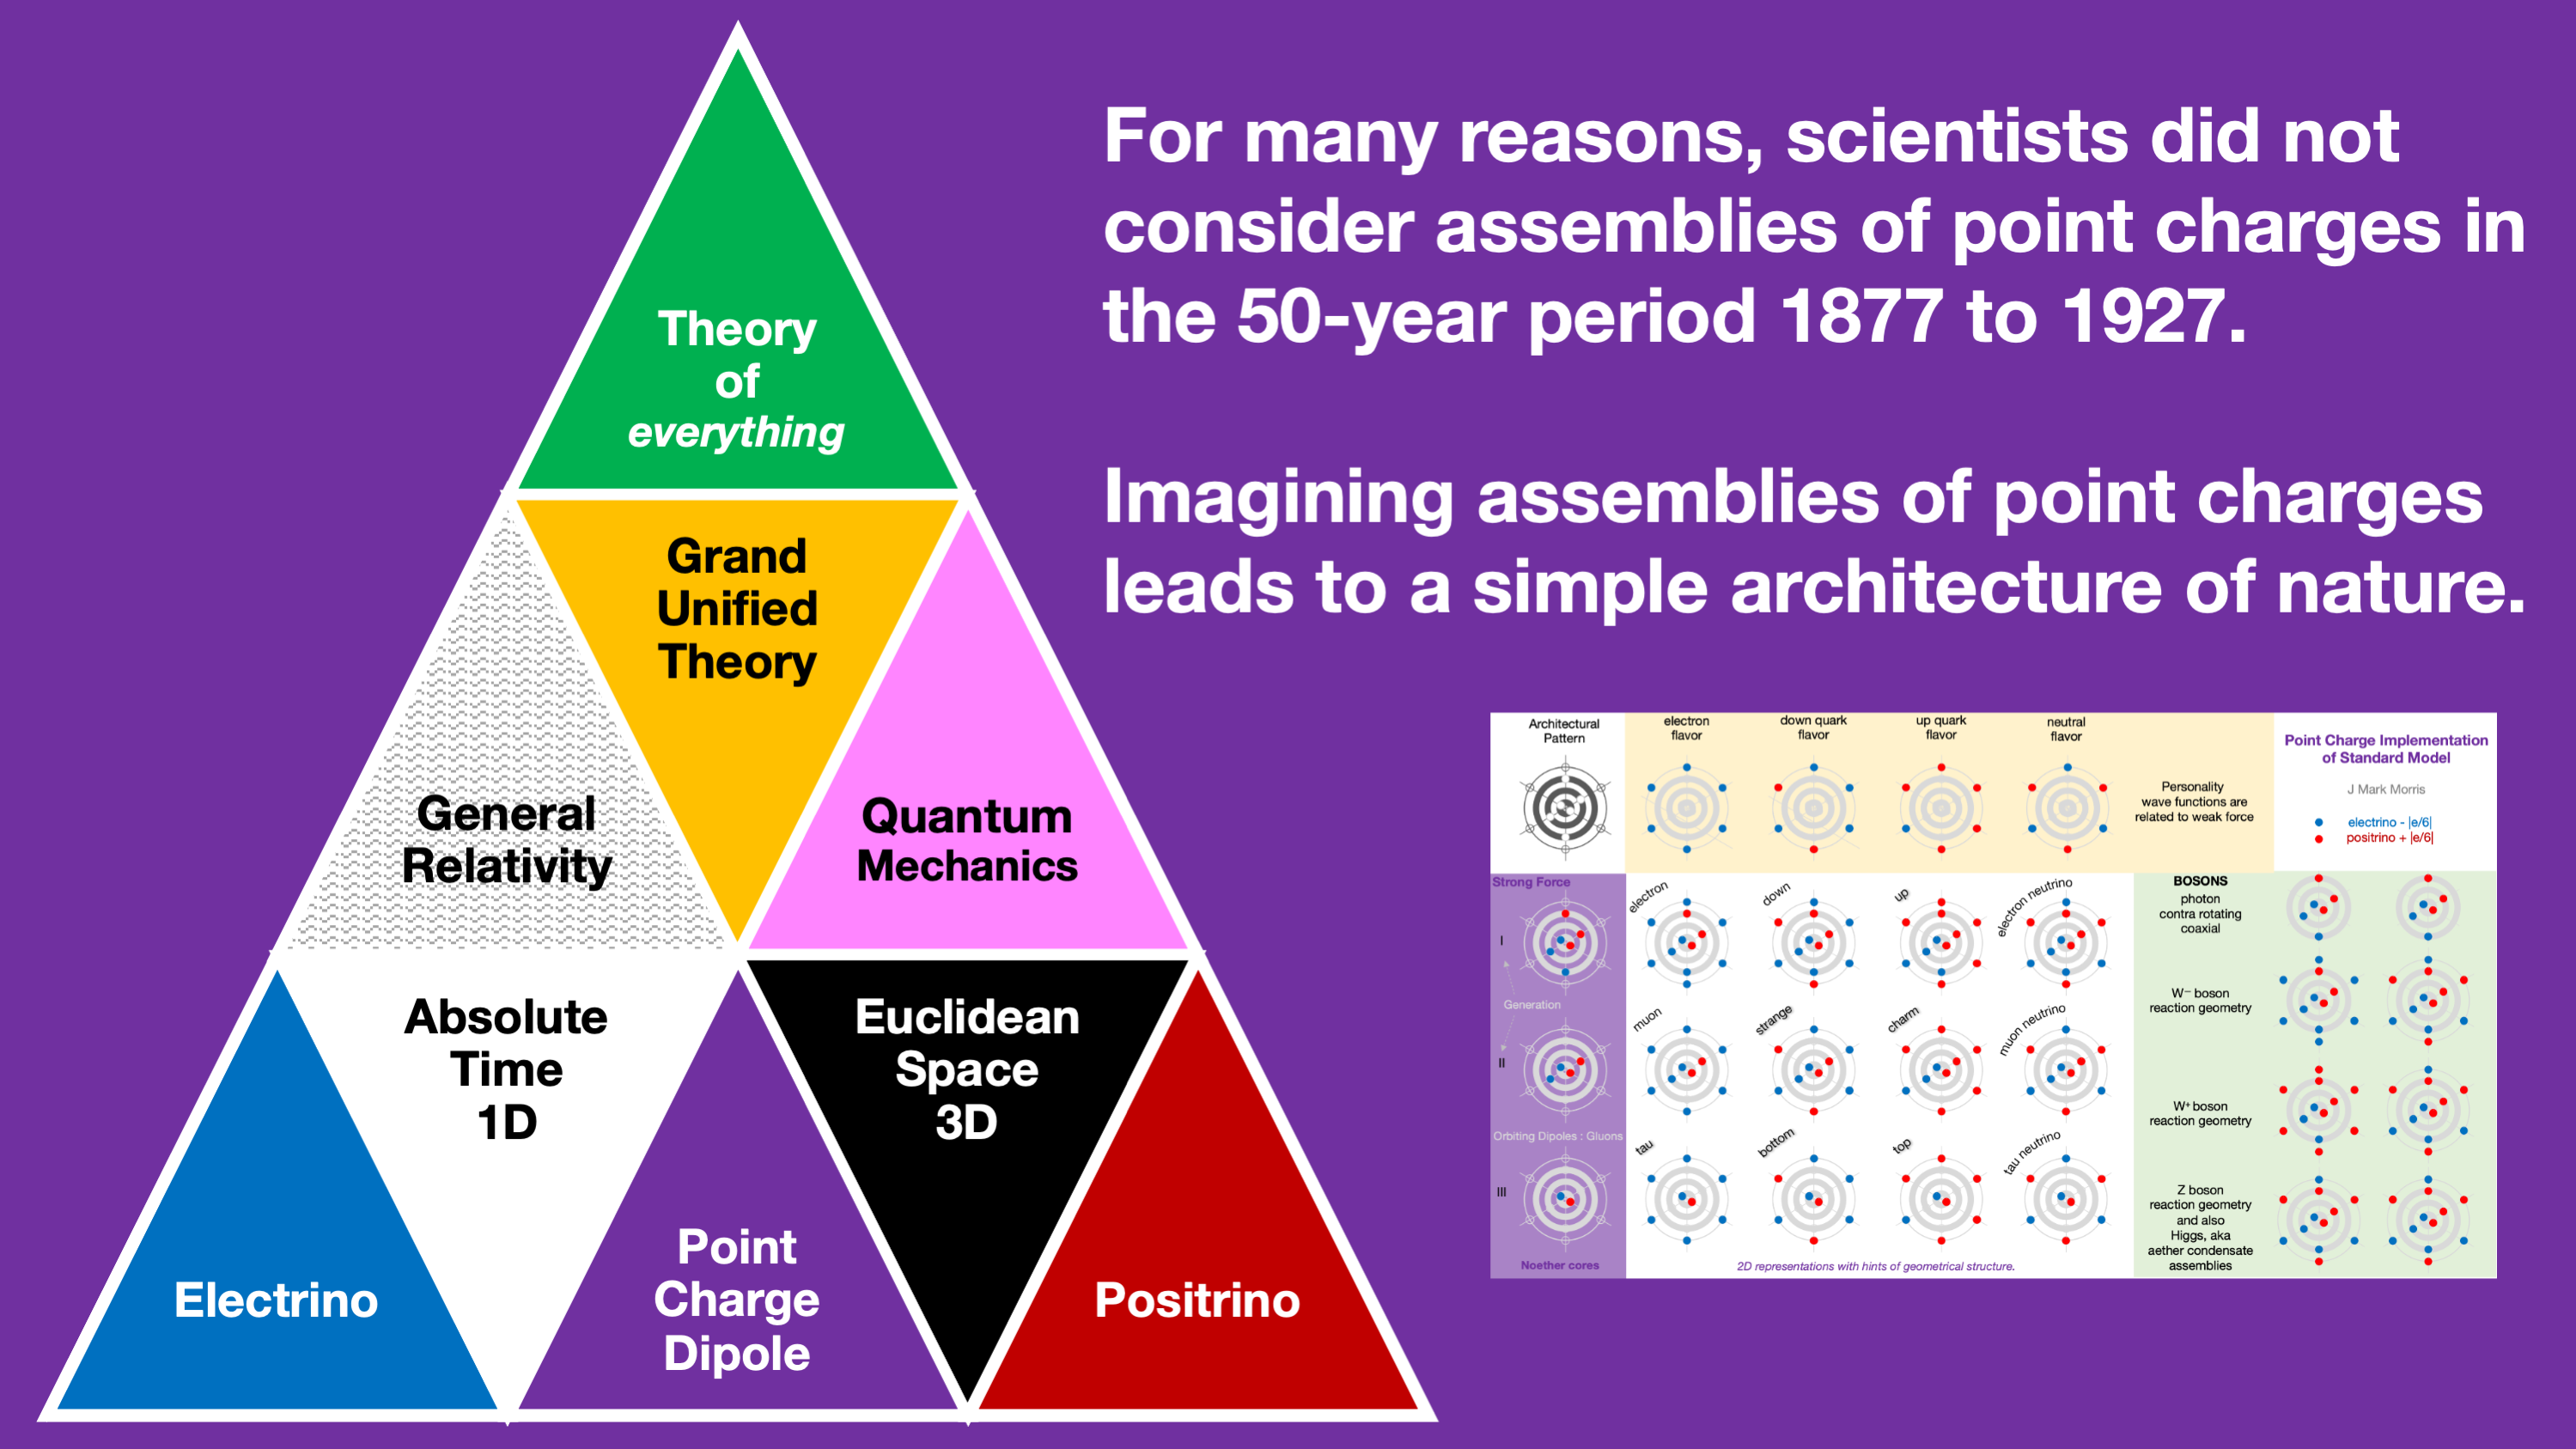 Theory
of
everything
Grand
Unified
Theory
General
Relativity
Quantum
Mechanics
Absolute
Time
1D
Euclidean
Space
3D
Electrino
Point
Charge
Dipole
Positrino
For many reasons, scientists did not
consider assemblies of point charges in
the 50-year period 1877 to 1927.
Imagining assemblies of point charges
leads to a simple architecture of nature.
Architectural
Pattern
electron
flavor
down quark
flavor
up quark
flavor
neutral
flavor
Personality
wave functions are
related to weak force
Point Charge Implementation
of Standard Model
J Mark Morris
electrino - |e/6|
positrino + |e/6|
Strong Force
I
Generation
II
Orbiting Dipoles : Gluons
III
Noether cores
electron
down
up
electron neutrino
muon
strange
charm
muon neutrino
tau
bottom
top
tau neutrino
2D representations with hints of geometrical structure.
BOSONS
photon
contra rotating
coaxial
W⁻ boson
reaction geometry
W⁺ boson
reaction geometry
Z boson
reaction geometry
and also
Higgs, aka
aether condensate
assemblies